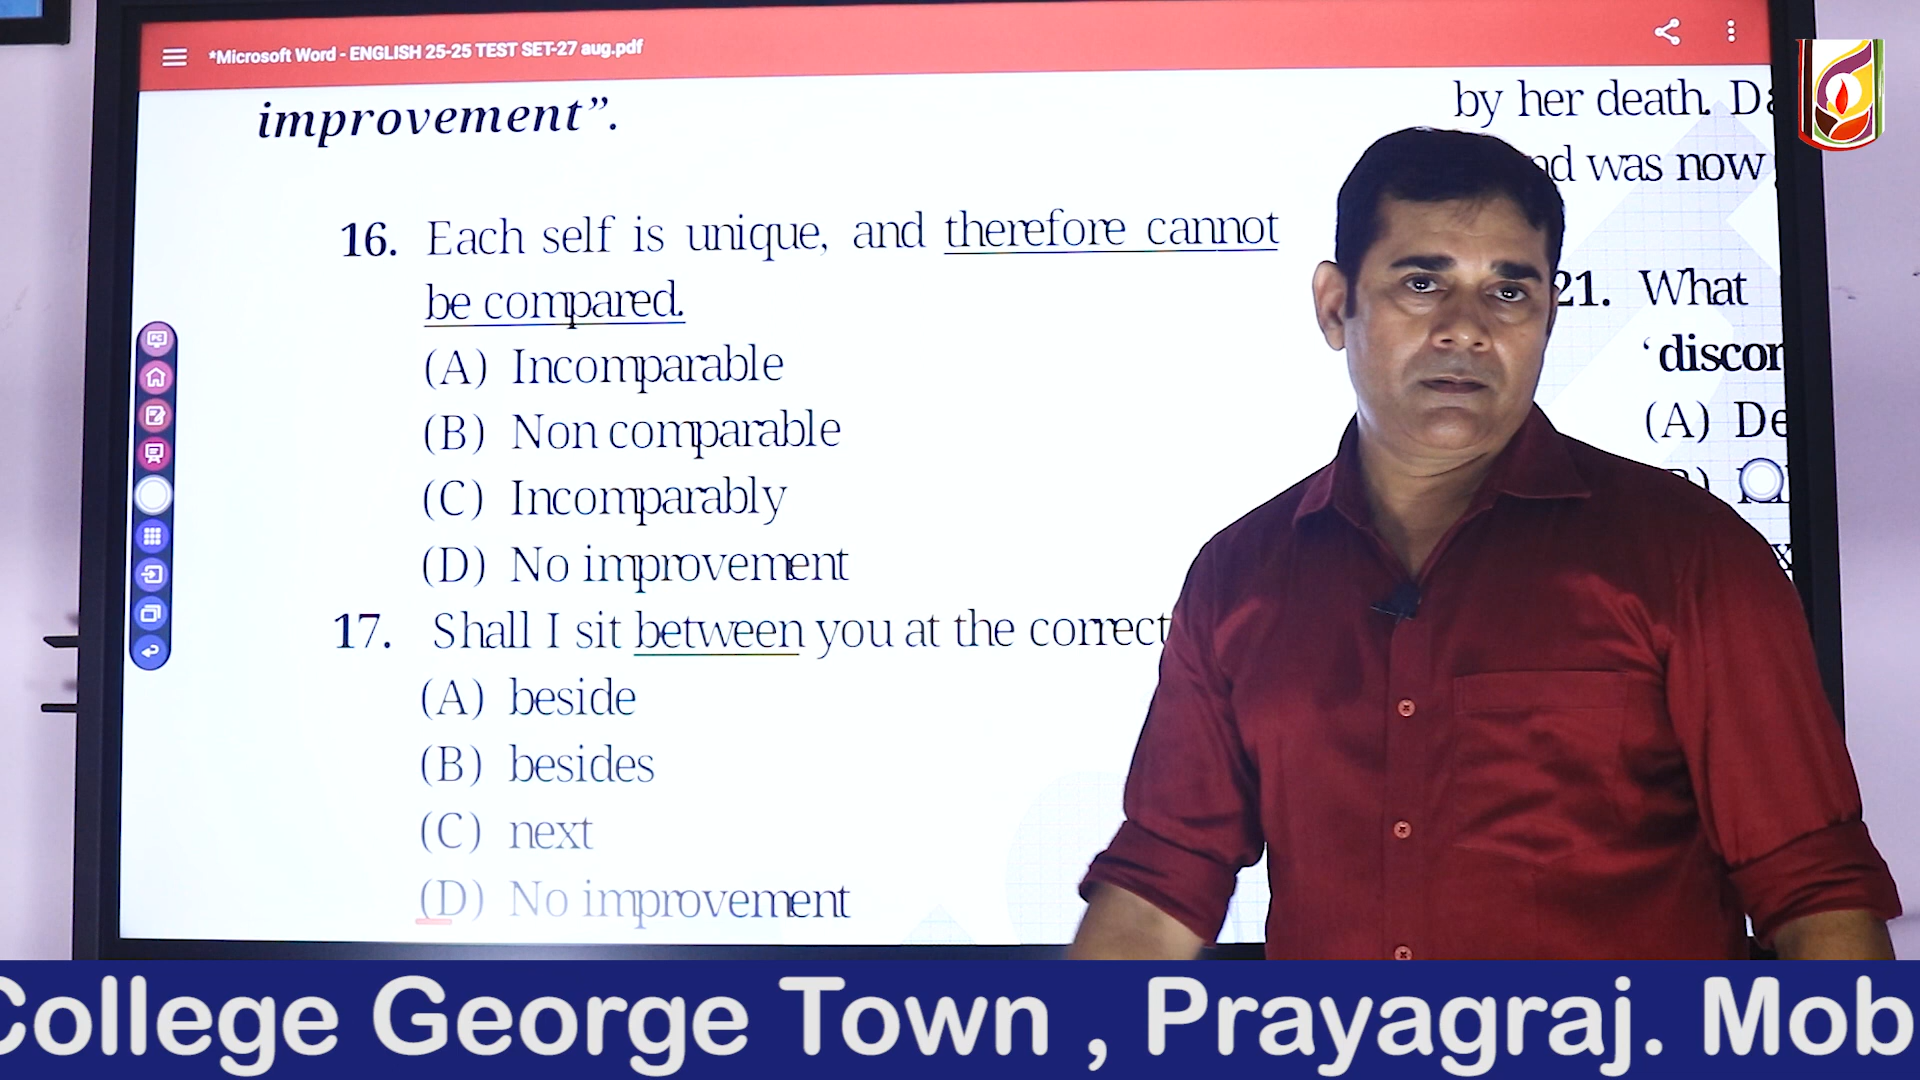 *Microsoft Word - ENGLISH 25-25 TEST SET-27 aug.pdf
improvement”.
16. Each self is unique, and therefore cannot
be compared.
(A) Incomparable
(B) Non comparable
(C) Incomparably
(D) No improvement
17. Shall I sit between you at the correct
(A) beside
(B) besides
(C) next
(D) No improvement
by her death.
was now
21. What
(A)
College George Town , Prayagraj. Mob